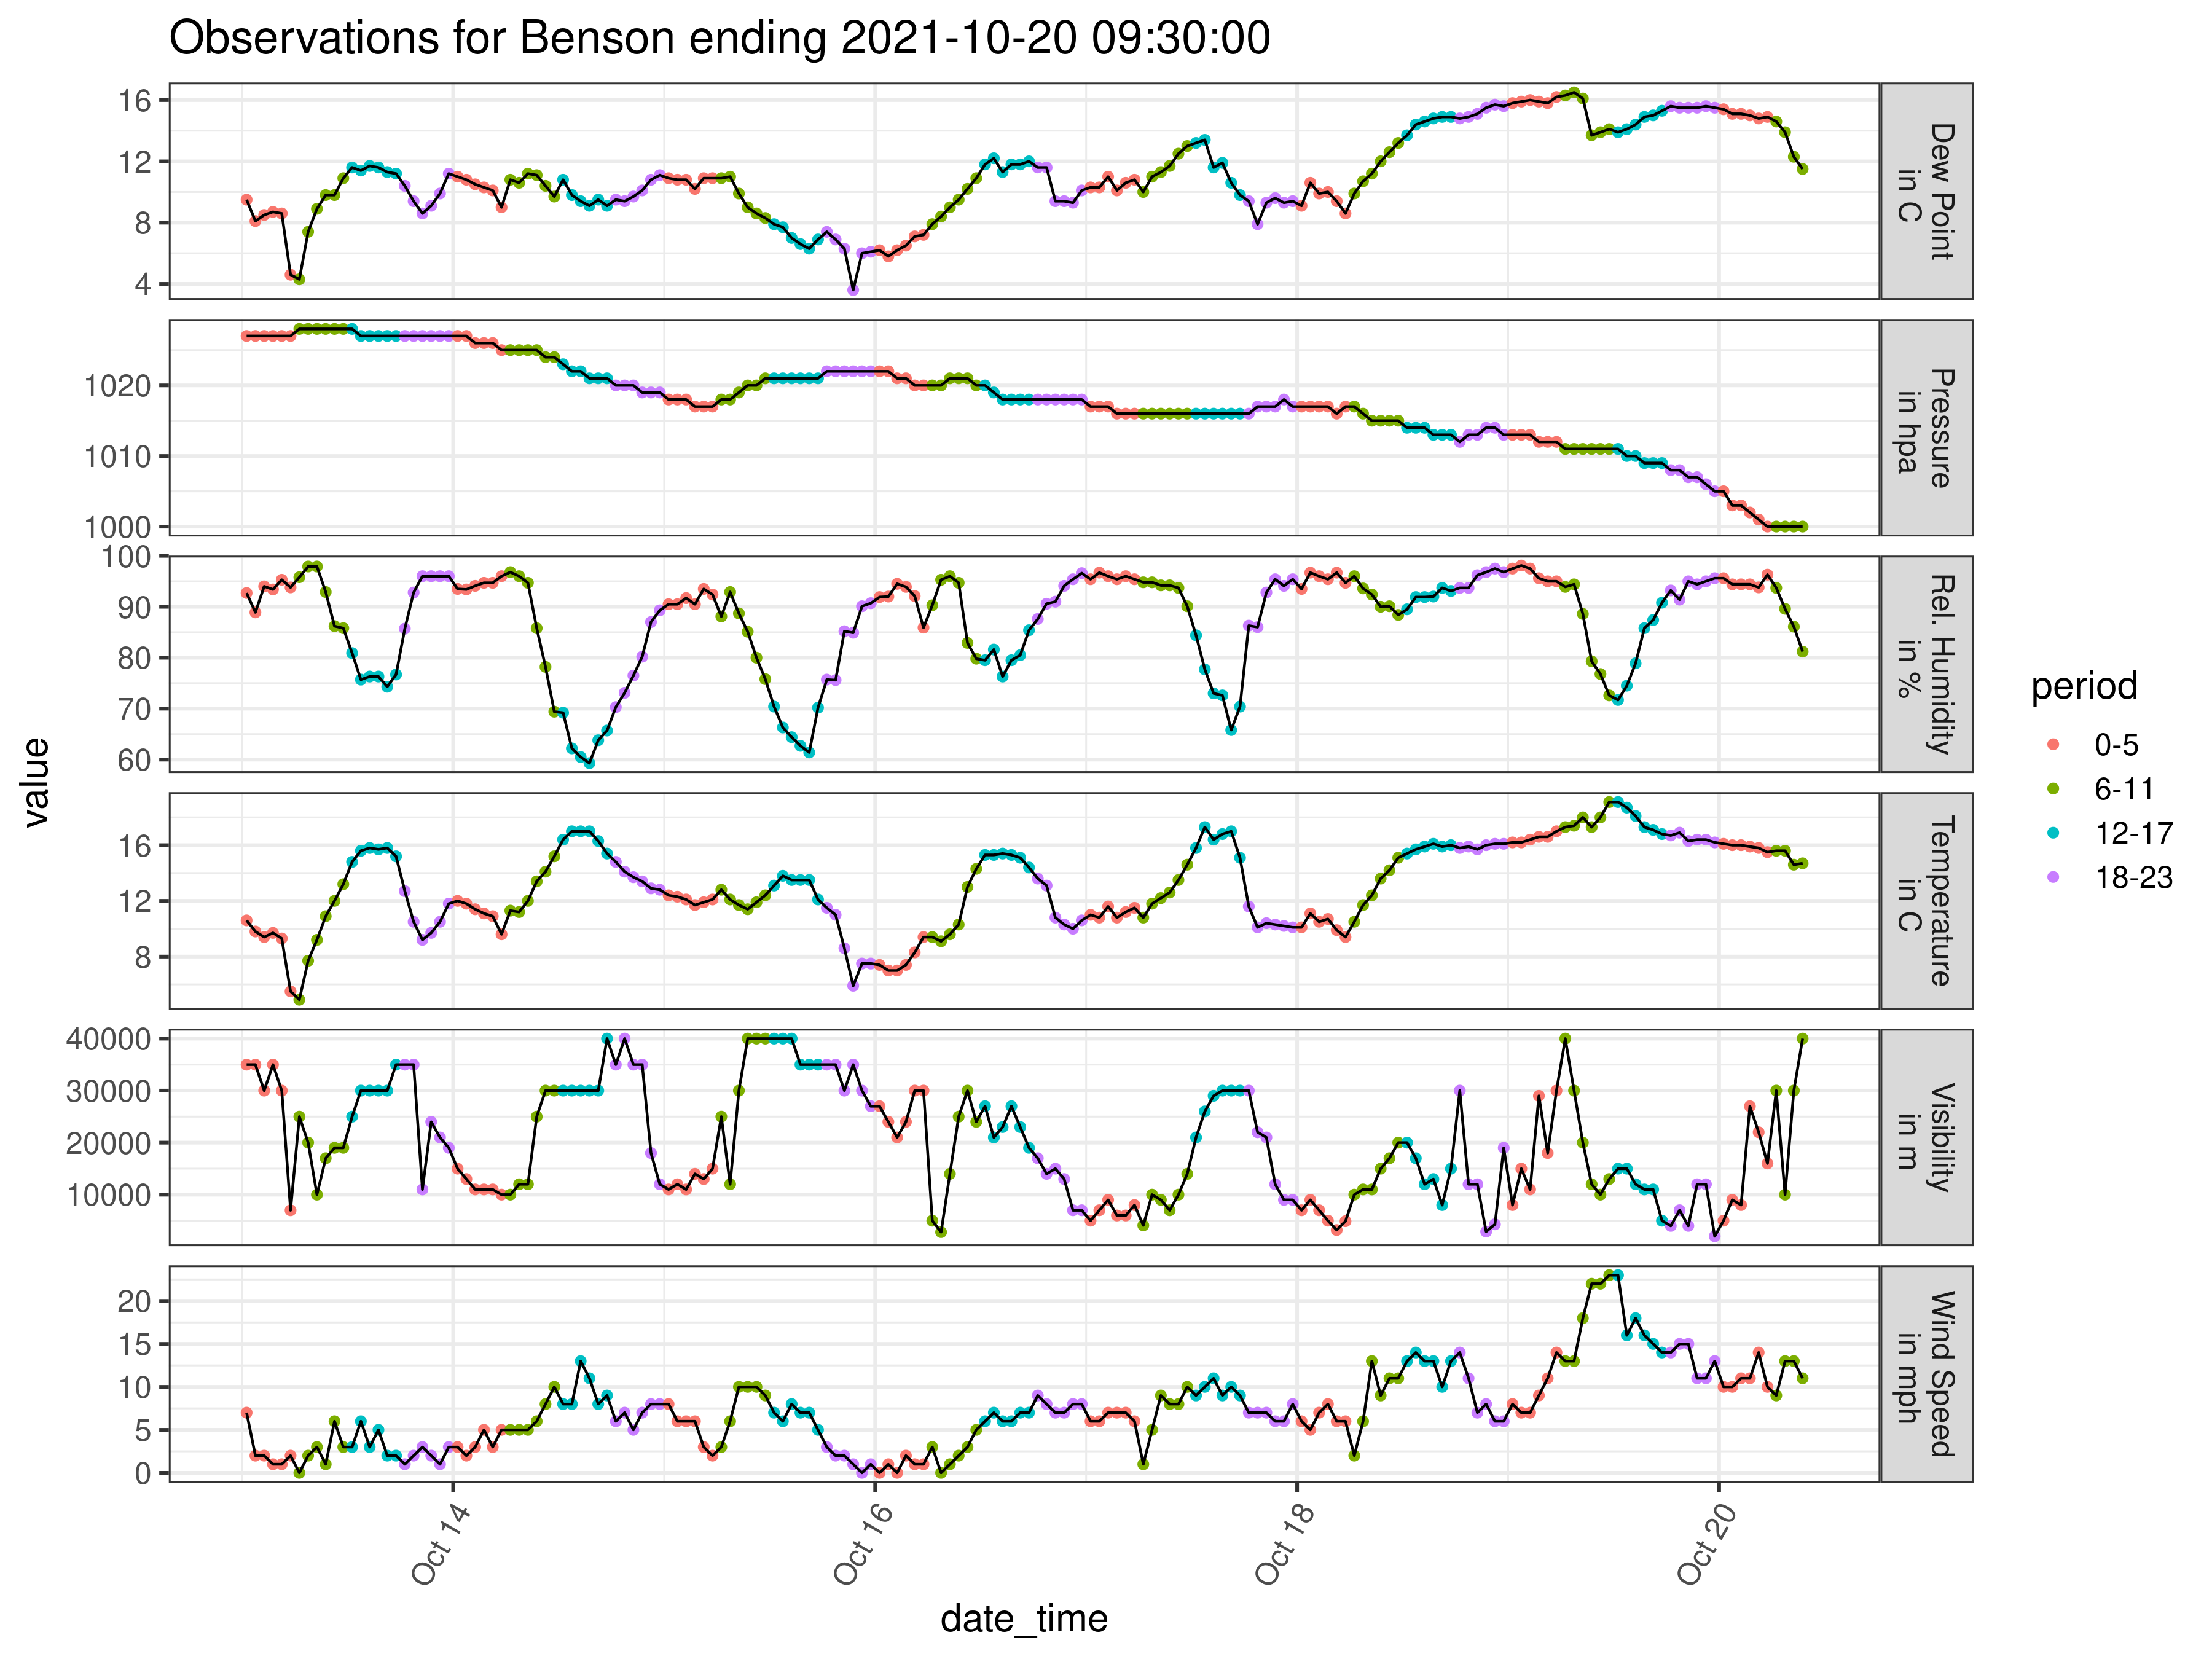 Observations for Benson ending 2021-10-20 09:30:00
16
12
8
4
Dew Point
in C
1020
1010
1000
Pressure
in hpa
100
90
80
70
60
Rel. Humidity
in %
16
12
8
Temperature
in C
40000
30000
20000
10000
Visibility
in m
20
15
10
5
0
Wind Speed
in mph
value
Oct 14
Oct 16
Oct 18
Oct 20
date_time
period
0-5
6-11
12-17
18-23